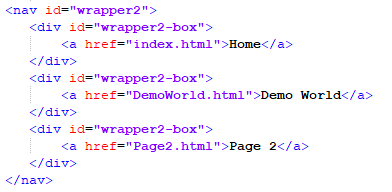 <nav id="wrapper2">
<div id="wrapper2-box">
<a href="index.html">Home</a>
</div>
<div id="wrapper2-box">
<a href="DemoWorld.html">Demo World</a>
</div>
<div id="wrapper2-box">
<a href="Page2.html">Page 2</a>
</div>
</nav>